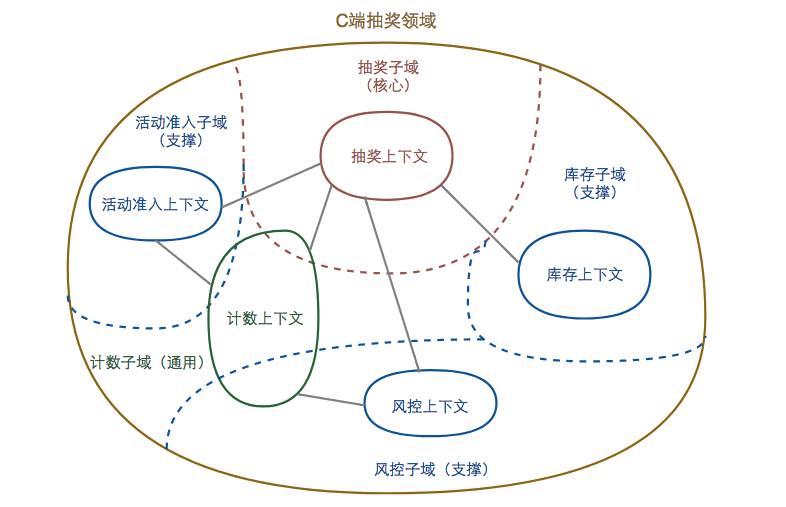 C端抽奖领域
抽奖子域
（核心）
活动准入子域
（支撑）
抽奖上下文
库存子域
（支撑）
活动准入上下文
库存上下文
计数上下文
计数子域（通用）
风控上下文
风控子域（支撑）